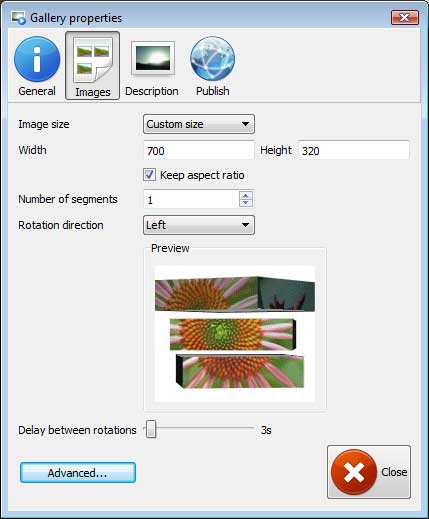 Gallery properties
General Images Description Publish
Image size Custom size
Width 700 Height 320
Keep aspect ratio
Number of segments 1
Rotation direction Left
Preview
Delay between rotations 3s
Advanced... Close